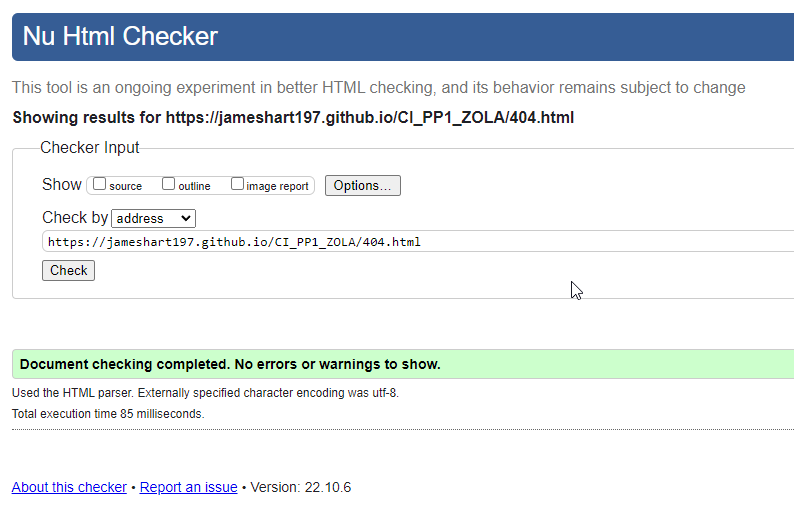 Nu Html Checker
This tool is an ongoing experiment in better HTML checking, and its behavior remains subject to change
Showing results for https://jameshart197.github.io/CI_PP1_ZOLA/404.html
Checker Input
Show source outline image report Options...
Check by address
https://jameshart197.github.io/CI_PP1_ZOLA/404.html
Check
Document checking completed. No errors or warnings to show.
Used the HTML parser. Externally specified character encoding was utf-8.
Total execution time 85 milliseconds.
About this checker • Report an issue • Version: 22.10.6